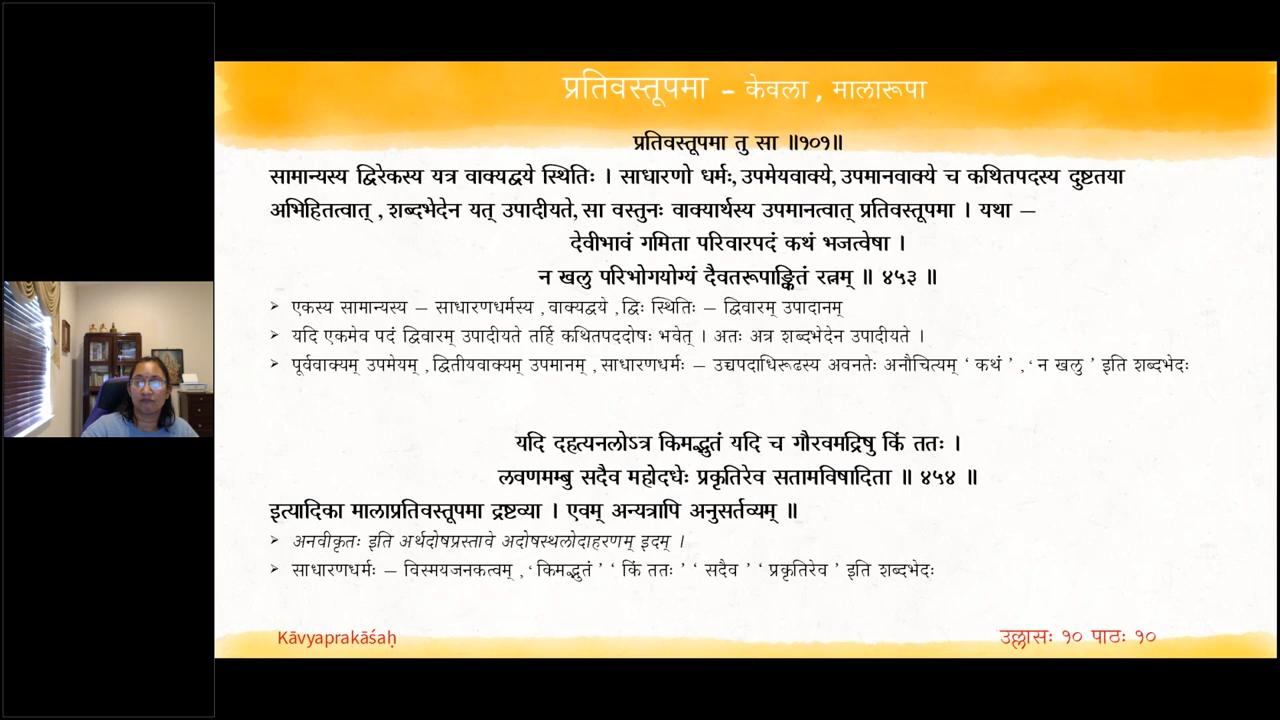 प्रतिवस्तूपमा – केवला , मालारूपा
प्रतिवस्तूपमा तु सा ॥१०१॥
सामान्यस्य द्विरेकस्य यत्र वाक्यद्वये स्थितिः । साधारणो धर्मः, उपमेयवाक्ये, उपमानवाक्ये च कथितपदस्य दुष्टतया
अभिहितत्वात् , शब्दभेदेन यत् उपादीयते, सा वस्तुनः वाक्यार्थस्य उपमानत्वात् प्रतिवस्तूपमा । यथा –
देवीभावं गमिता परिवारपदं कथं भजत्वेषा ।
न खलु परिभोगयोग्यं दैवतरूपाङ्कितं रत्नम् ॥ ४५३ ॥
➢ एकस्य सामान्यस्य – साधारणधर्मस्य , वाक्यद्वये , द्विः स्थितिः – द्विवारम् उपादानम्
➢ यदि एकमेव पदं द्विवारम् उपादीयते तर्हि कथितपददोषः भवेत् । अतः अत्र शब्दभेदेन उपादीयते ।
➢ पूर्ववाक्यम् उपमेयम् , द्वितीयवाक्यम् उपमानम् , साधारणधर्मः – उच्चपदाधिरूढस्य अवनतेः अनौचित्यम् ‘ कथं ’ , ‘ न खलु ’ इति शब्दभेदः
यदि दहत्यनलोऽत्र किमद्भुतं यदि च गौरवमद्रिषु किं ततः ।
लवणमम्बु सदैव महोदधेः प्रकृतिरेव सतामविषादिता ॥ ४५४ ॥
इत्यादिका मालाप्रतिवस्तूपमा द्रष्टव्या । एवम् अन्यत्रापि अनुसर्तव्यम् ॥
➢ अनवीकृतः इति अर्थदोषप्रस्तावे अदोषस्थलोदाहरणम् इदम् ।
➢ साधारणधर्मः – विस्मयजनकत्वम् , ‘ किमद्भुतं ’ ‘ किं ततः ’ ‘ सदैव ’ ‘ प्रकृतिरेव ’ इति शब्दभेदः
Kāvyaprakāśaḥ
उल्लासः १० पाठः १०